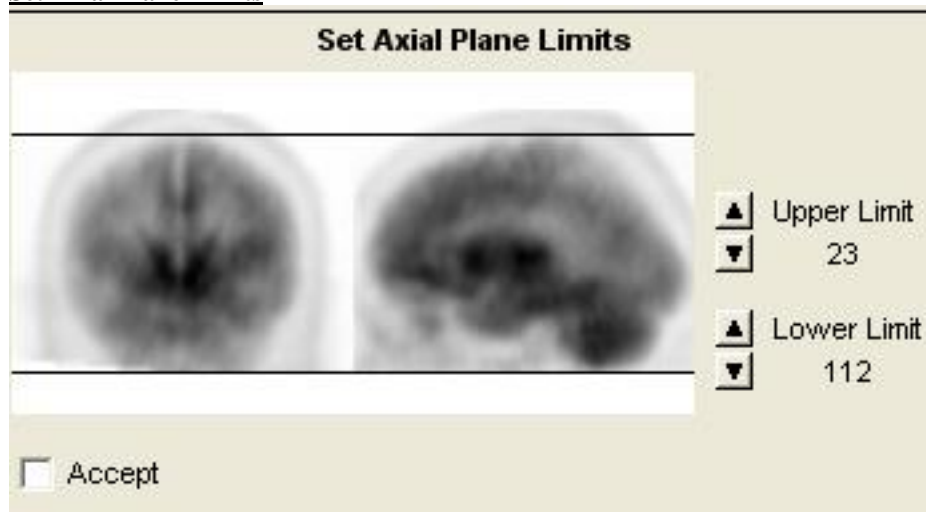 Set Axial Plane Limits
Upper Limit
23
Lower Limit
112
Accept